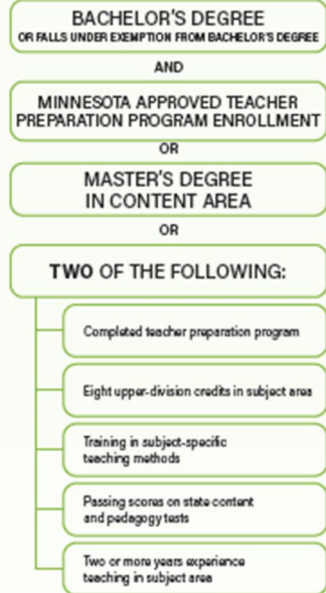 BACHELOR'S DEGREE
OR FALLS UNDER EXEMPTION FROM BACHELOR'S DEGREE
AND
MINNESOTA APPROVED TEACHER
PREPARATION PROGRAM ENROLLMENT
OR
MASTER'S DEGREE
IN CONTENT AREA
OR
TWO OF THE FOLLOWING:
Completed teacher preparation program
Eight upper-division credits in subject area
Training in subject-specific
teaching methods
Passing scores on state content
and pedagogy tests
Two or more years experience
teaching in subject area